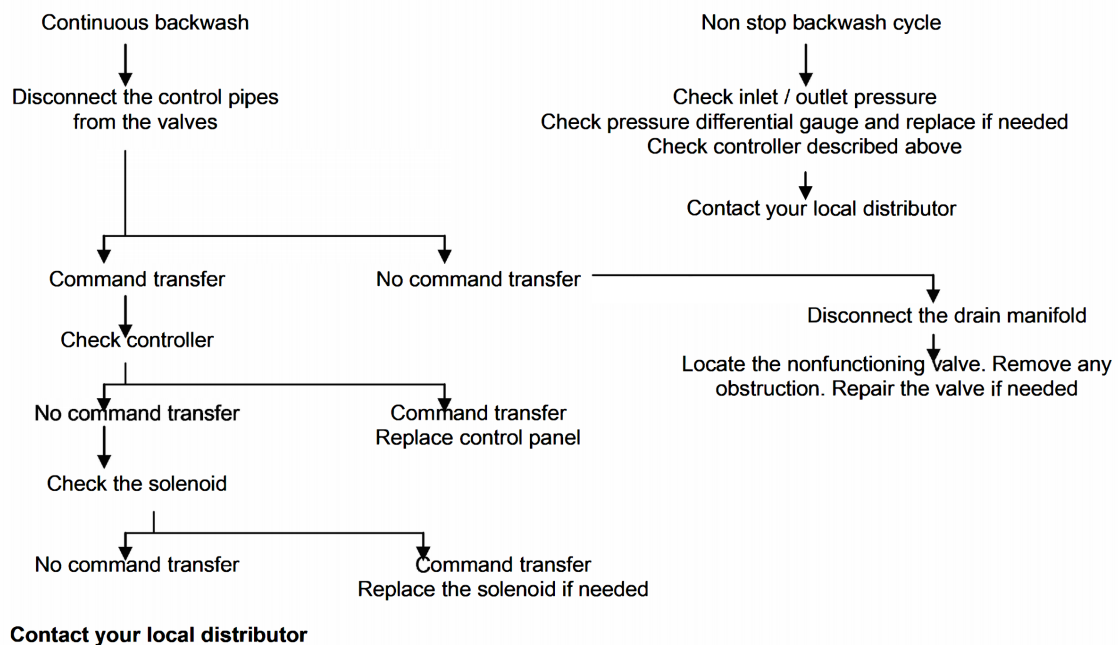 Continuous backwash
Non stop backwash cycle
Disconnect the control pipes
from the valves
Check inlet / outlet pressure
Check pressure differential gauge and replace if needed
Check controller described above
Contact your local distributor
Command transfer
No command transfer
Disconnect the drain manifold
Check controller
Locate the nonfunctioning valve. Remove any
obstruction. Repair the valve if needed
No command transfer
Command transfer
Replace control panel
Check the solenoid
No command transfer
Command transfer
Replace the solenoid if needed
Contact your local distributor